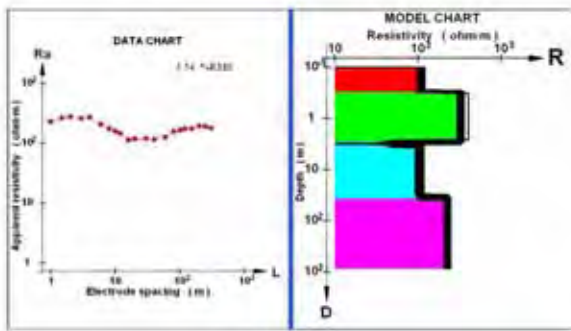 DATA CHART
Ra
Apparent resistivity ( ohm-m )
10³
10²
10
1
1
10
10²
10³
L
Electrode spacing ( m )
MODEL CHART
Resistivity ( ohm-m )
10
10²
10³
R
Depth ( m )
1
10
10²
10³
D